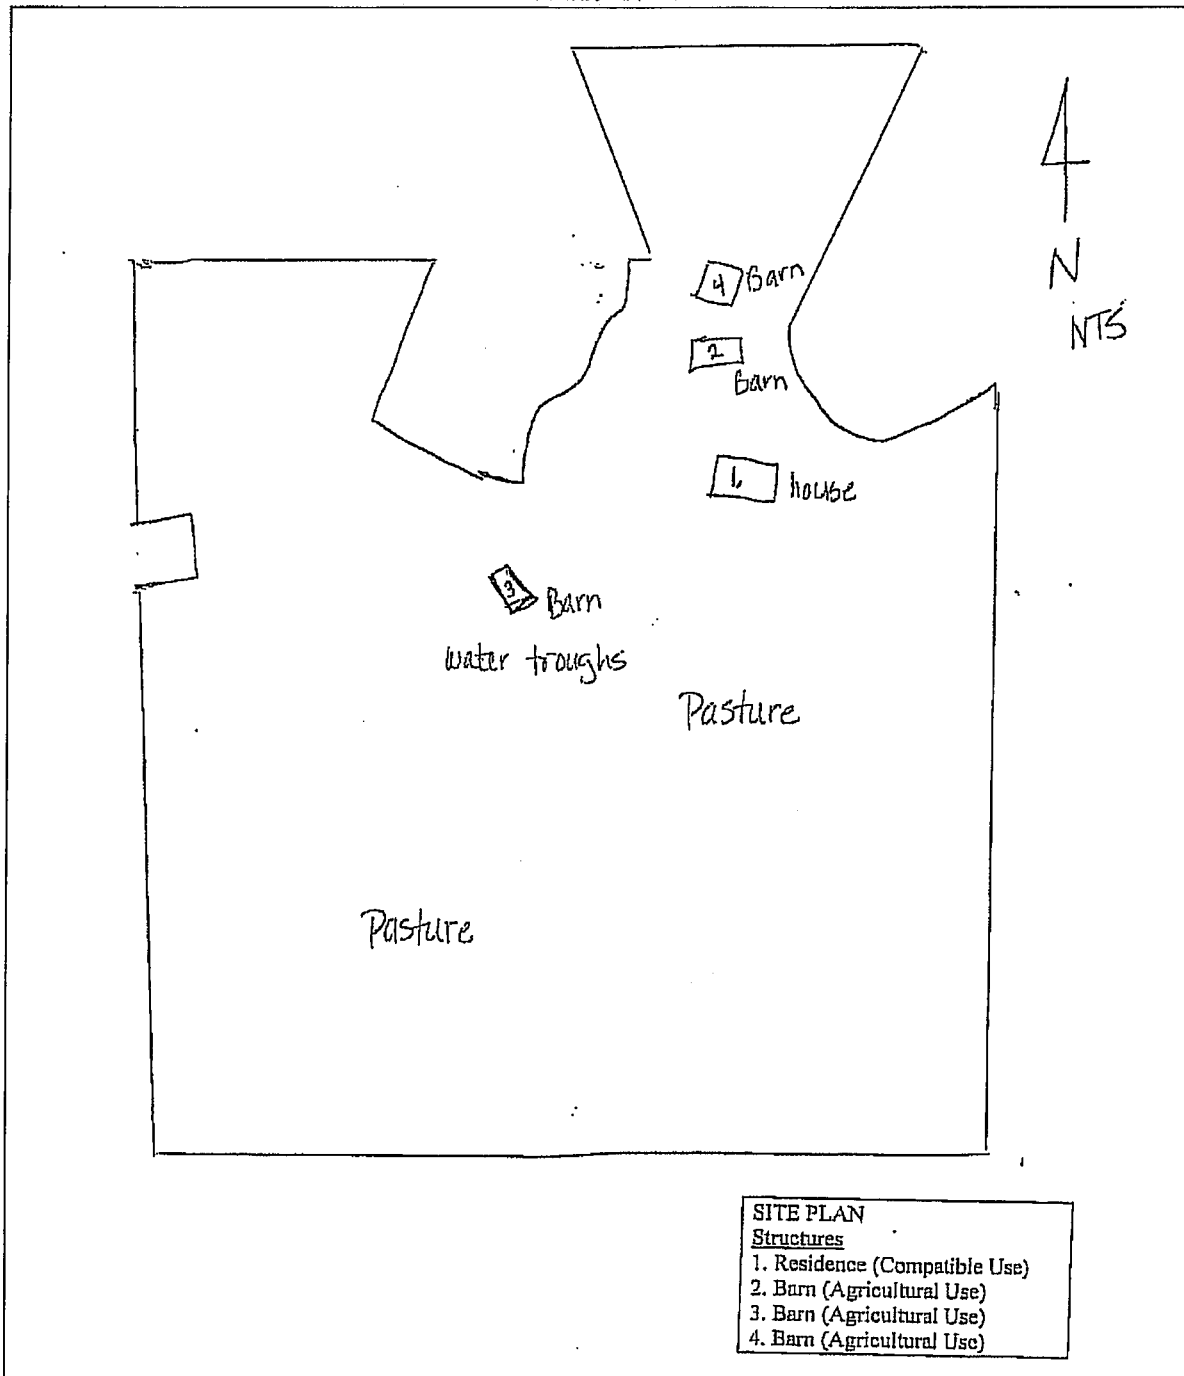 4 Barn
N
NTS
2
Barn
1. house
3 Barn
water troughs
Pasture
Pasture
SITE PLAN
Structures
1. Residence (Compatible Use)
2. Barn (Agricultural Use)
3. Barn (Agricultural Use)
4. Barn (Agricultural Use)